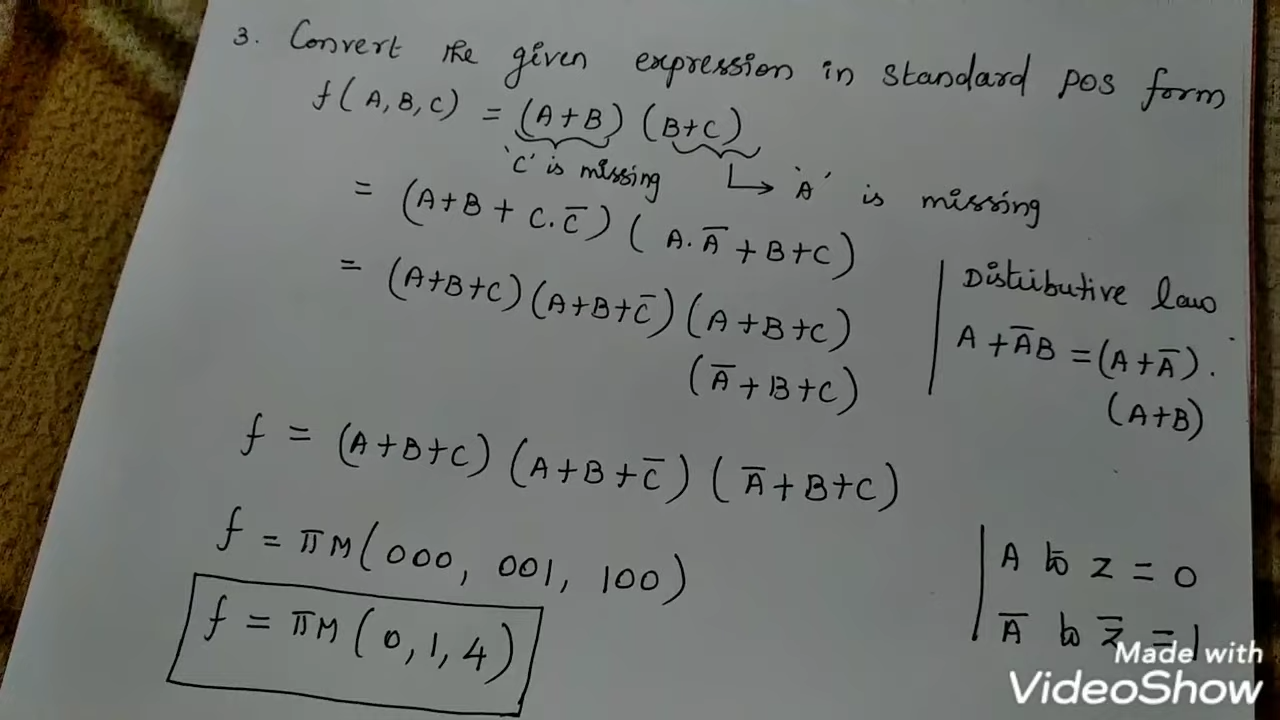 3. Convert the given expression in standard POS form
f(A,B,C) = (A+B) (B+C)
'C' is missing 'A' is missing
= (A+B + C.C̅) ( A.A̅ + B+C)
= (A+B+C) (A+B+C̅) (A+B+C)
(A̅+B+C)
Distributive law
A+A̅B = (A+A̅).
(A+B)
f = (A+B+C) (A+B+C̅) (A̅+B+C)
f = πM(000, 001, 100)
f = πM(0,1,4)
A to z = 0
A̅ to z̅ = 1
Made with
VideoShow